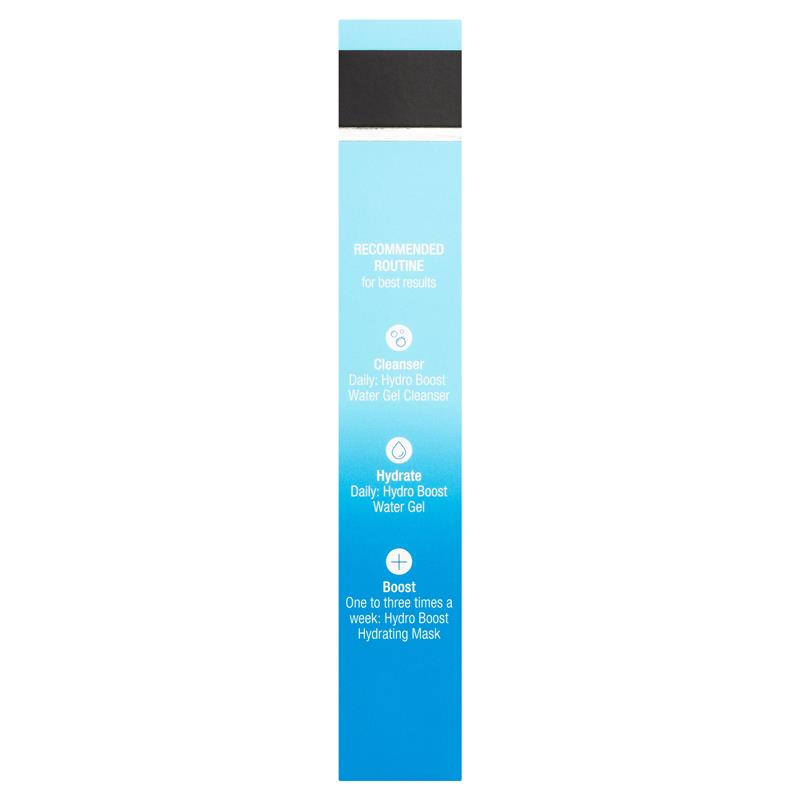 RECOMMENDED
ROUTINE
for best results
Cleanser
Daily: Hydro Boost
Water Gel Cleanser
Hydrate
Daily: Hydro Boost
Water Gel
Boost
One to three times a
week: Hydro Boost
Hydrating Mask